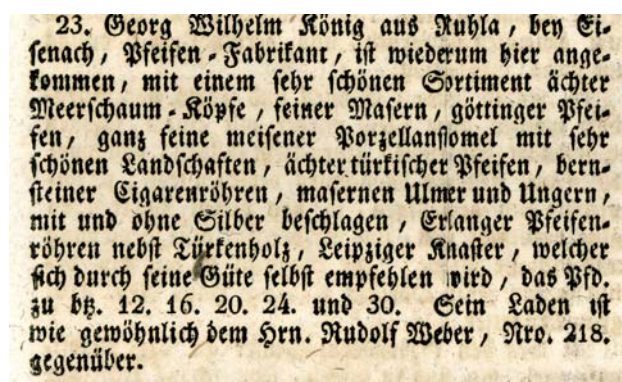 23. Georg Wilhelm König aus Ruhla, bey Ei-
senach, Pfeifen-Fabrikant, ist wiederum hier ange-
kommen, mit einem sehr schönen Sortiment ächter
Meerschaum-Köpfe, feiner Masern, göttinger Pfei-
fen, ganz feine meisener Porzellanstomel mit sehr
schönen Landschaften, ächter türkischer Pfeifen, bern-
steiner Cigarenröhren, masernen Ulmer und Ungern,
mit und ohne Silber beschlagen, Erlanger Pfeifen-
röhren nebst Türkenholz, Leipziger Knaster, welcher
sich durch seine Güte selbst empfehlen wird, das Pfd.
zu btz. 12. 16. 20. 24. und 30. Sein Laden ist
wie gewöhnlich dem Hrn. Rudolf Weber, Nro. 218.
gegenüber.